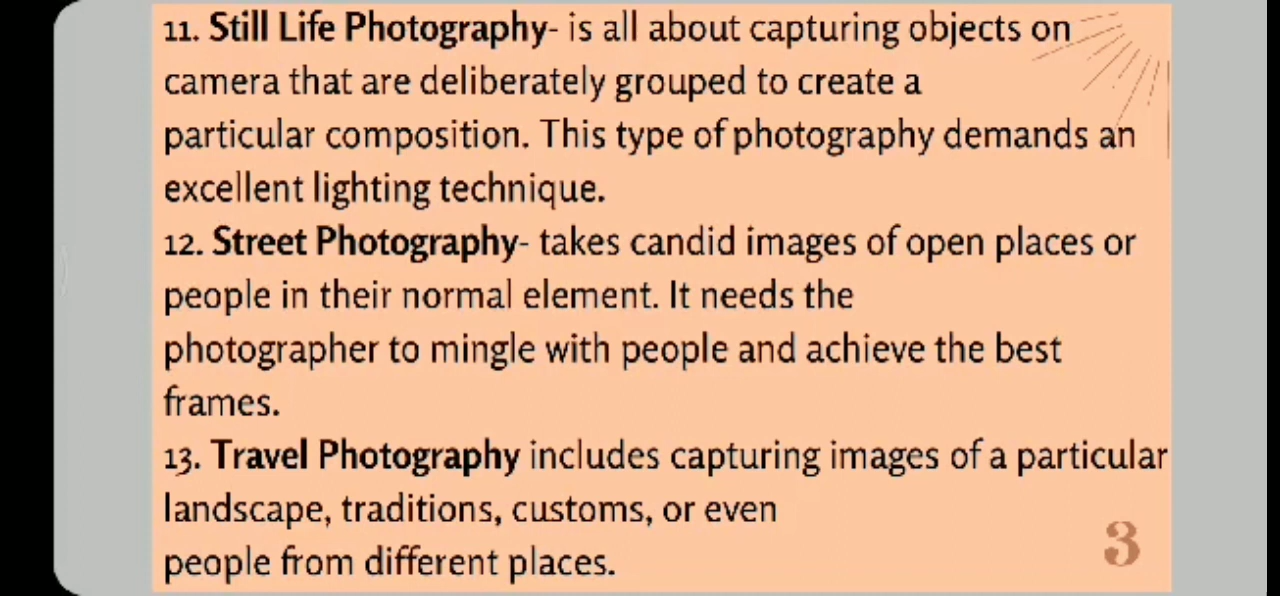 11. Still Life Photography- is all about capturing objects on
camera that are deliberately grouped to create a
particular composition. This type of photography demands an
excellent lighting technique.
12. Street Photography- takes candid images of open places or
people in their normal element. It needs the
photographer to mingle with people and achieve the best
frames.
13. Travel Photography includes capturing images of a particular
landscape, traditions, customs, or even
people from different places.
3